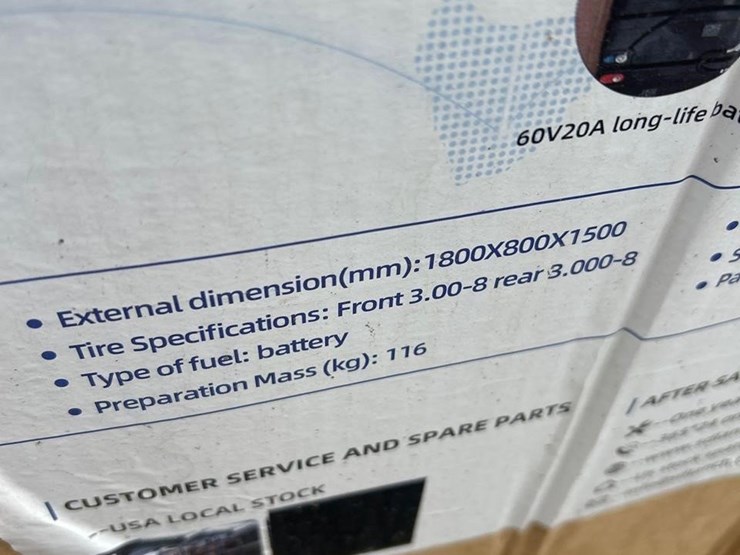 60V20A long-life
• External dimension(mm):1800X800X1500
• Tire Specifications: Front 3.00-8 rear 3.000-8
• Type of fuel: battery
• Preparation Mass (kg): 116
| CUSTOMER SERVICE AND SPARE PARTS
USA LOCAL STOCK
| AFTER-SA